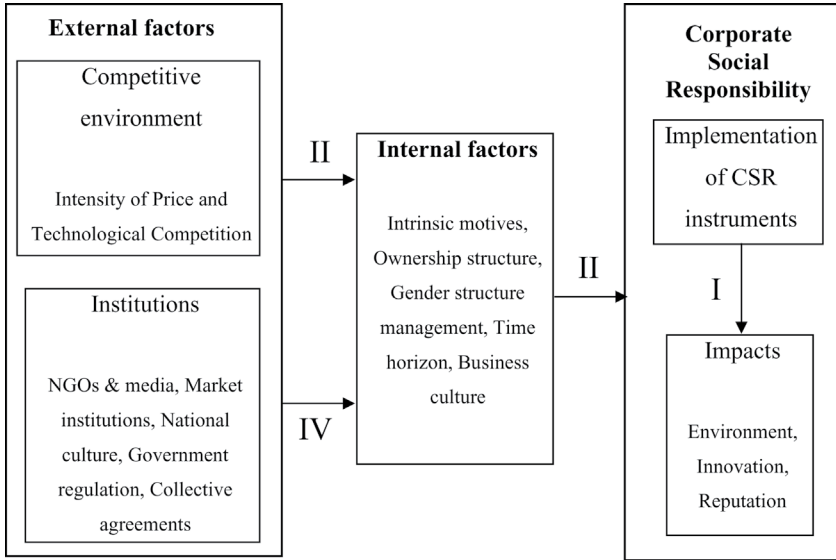 External factors
Competitive
environment
Intensity of Price and
Technological Competition
Institutions
NGOs & media, Market
institutions, National
culture, Government
regulation, Collective
agreements
II
IV
Internal factors
Intrinsic motives,
Ownership structure,
Gender structure
management, Time
horizon, Business
culture
II
Corporate
Social
Responsibility
Implementation
of CSR
instruments
I
Impacts
Environment,
Innovation,
Reputation